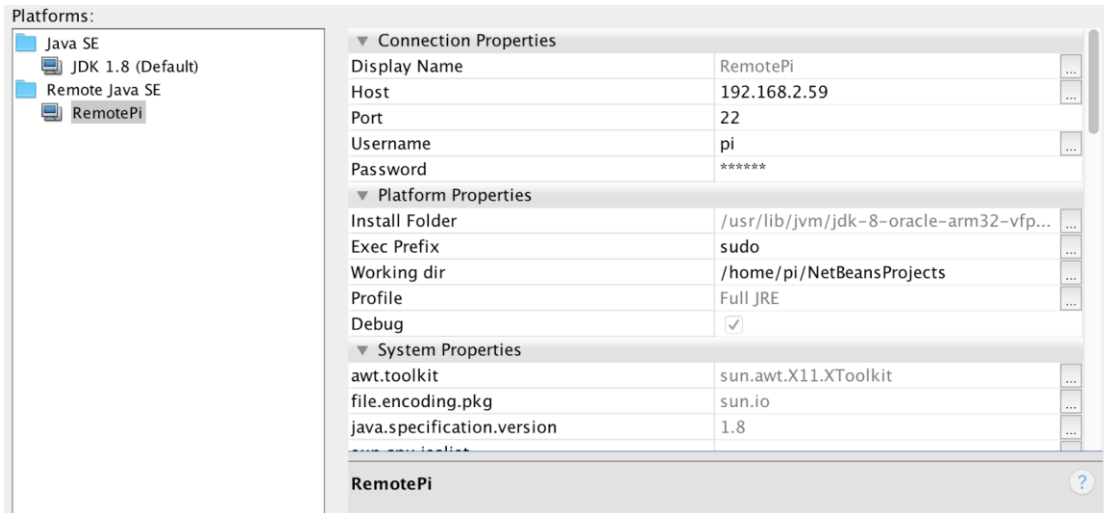 Platforms:
Java SE
JDK 1.8 (Default)
Remote Java SE
RemotePi
Connection Properties
Display Name RemotePi ...
Host 192.168.2.59 ...
Port 22
Username pi ...
Password ******
Platform Properties
Install Folder /usr/lib/jvm/jdk-8-oracle-arm32-vfp... ...
Exec Prefix sudo ...
Working dir /home/pi/NetBeansProjects ...
Profile Full JRE ...
Debug
System Properties
awt.toolkit sun.awt.X11.XToolkit ...
file.encoding.pkg sun.io ...
java.specification.version 1.8 ...
RemotePi
?